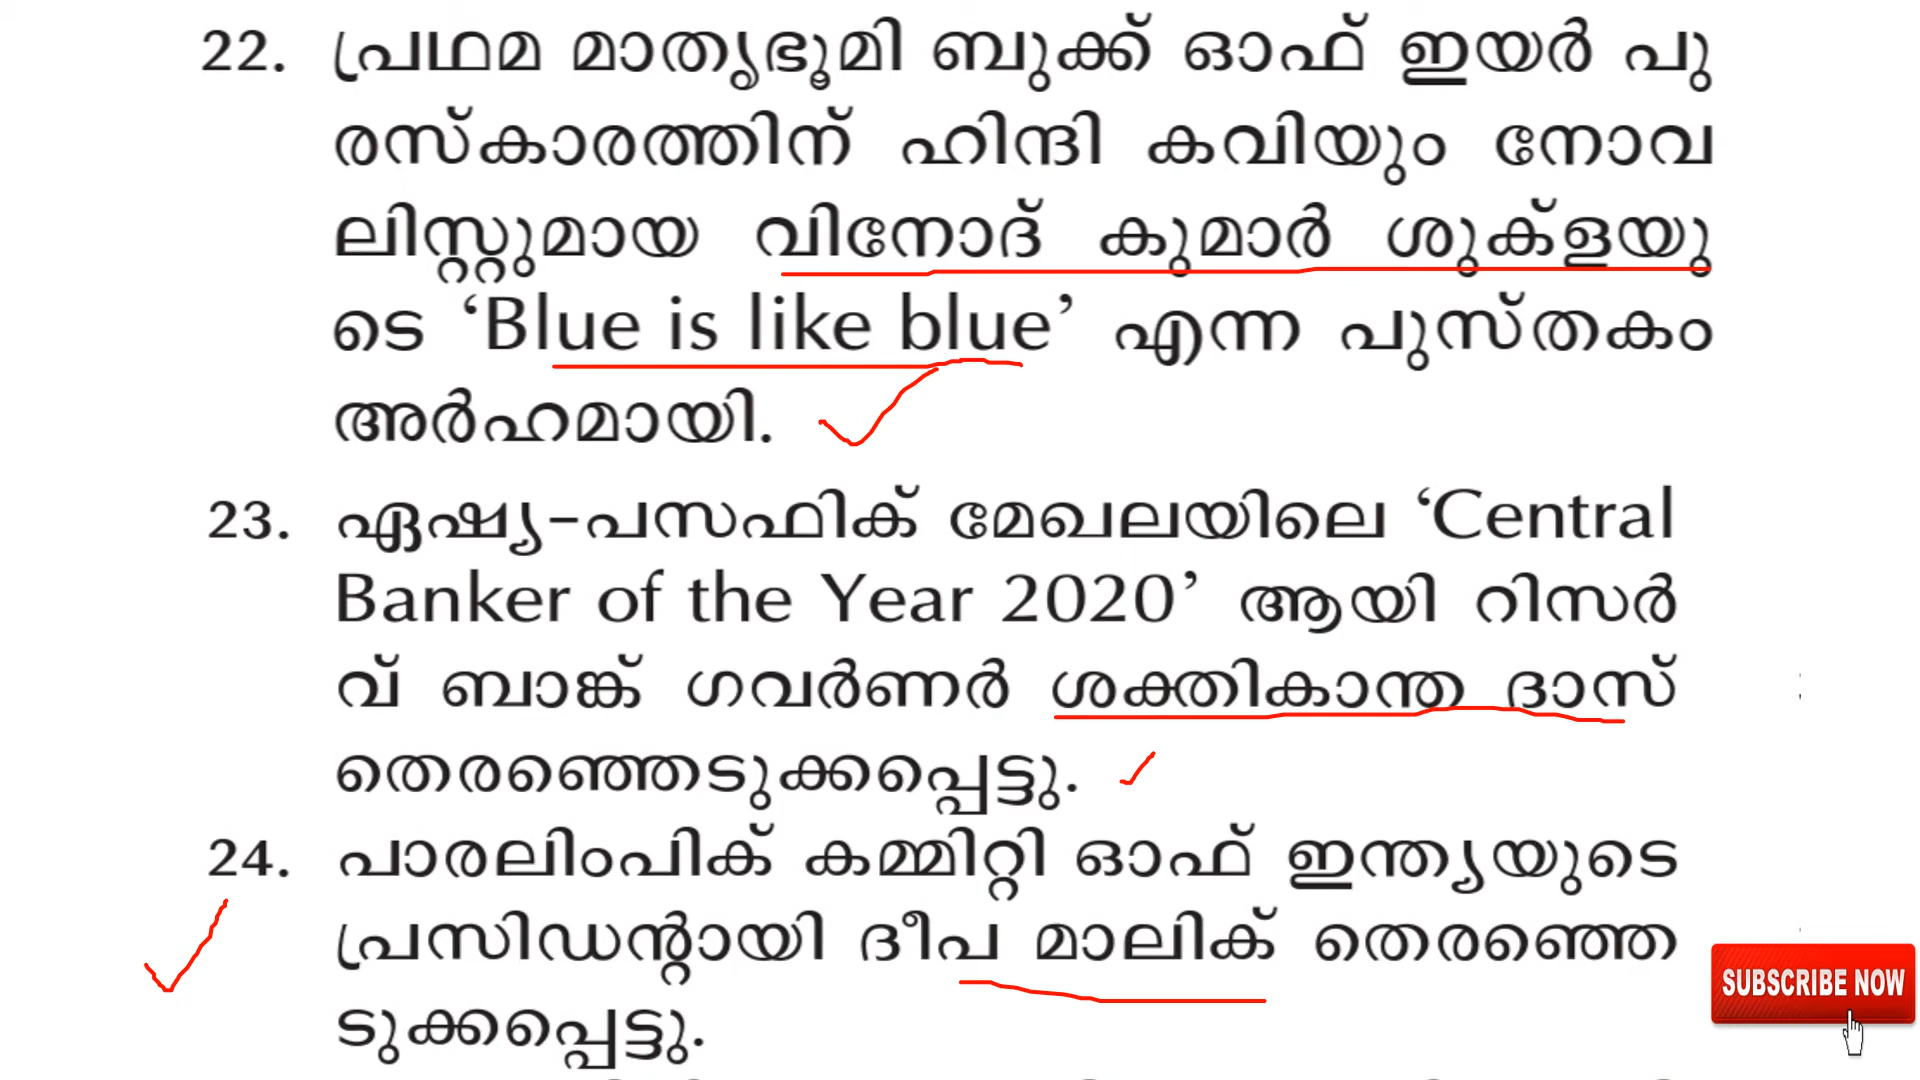 22. പ്രഥമ മാതൃഭൂമി ബുക്ക് ഓഫ് ഇയർ പു
രസ്കാരത്തിന് ഹിന്ദി കവിയും നോവ
ലിസ്റ്റുമായ വിനോദ് കുമാർ ശുക്ളയു
ടെ ‘Blue is like blue’ എന്ന പുസ്തകം
അർഹമായി.
23. ഏഷ്യ-പസഫിക് മേഖലയിലെ ‘Central
Banker of the Year 2020’ ആയി റിസർ
വ് ബാങ്ക് ഗവർണർ ശക്തികാന്ത ദാസ്
തെരഞ്ഞെടുക്കപ്പെട്ടു.
24. പാരലിംപിക് കമ്മിറ്റി ഓഫ് ഇന്ത്യയുടെ
പ്രസിഡന്റായി ദീപ മാലിക് തെരഞ്ഞെ
ടുക്കപ്പെട്ടു.
SUBSCRIBE NOW